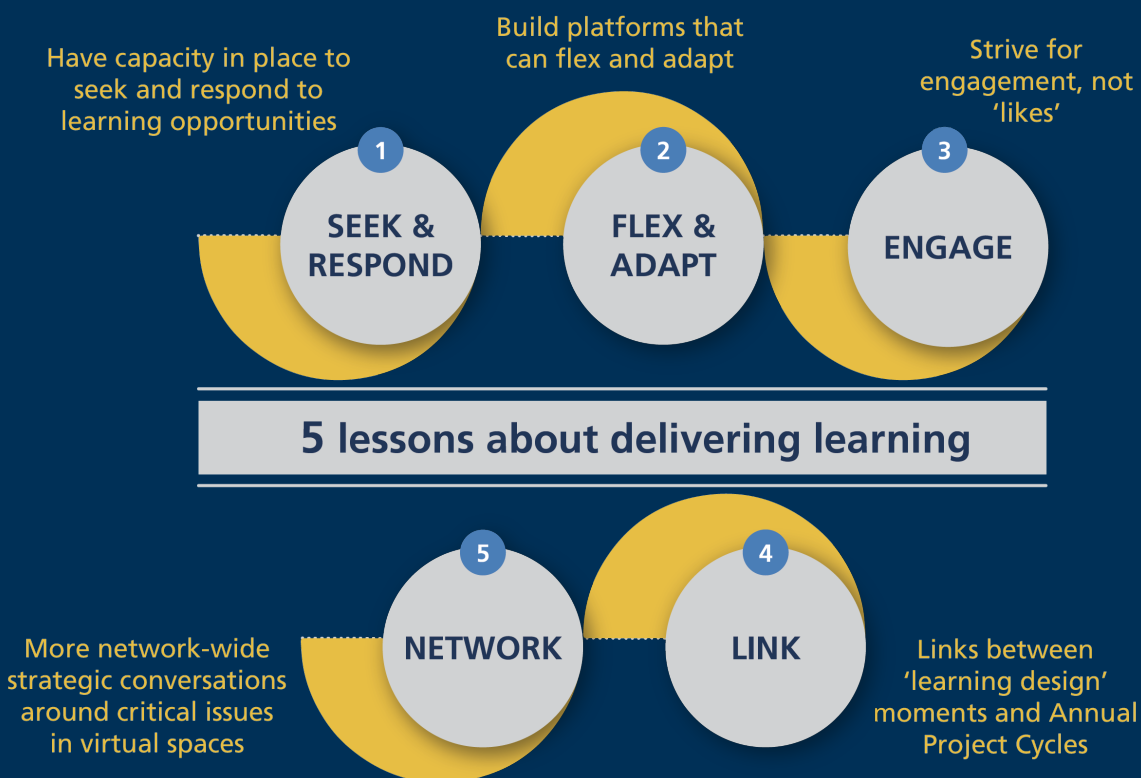 Have capacity in place to
seek and respond to
learning opportunities
1
SEEK &
RESPOND
Build platforms that
can flex and adapt
2
FLEX &
ADAPT
Strive for
engagement, not
‘likes’
3
ENGAGE
5 lessons about delivering learning
4
LINK
Links between
‘learning design’
moments and Annual
Project Cycles
5
NETWORK
More network-wide
strategic conversations
around critical issues
in virtual spaces